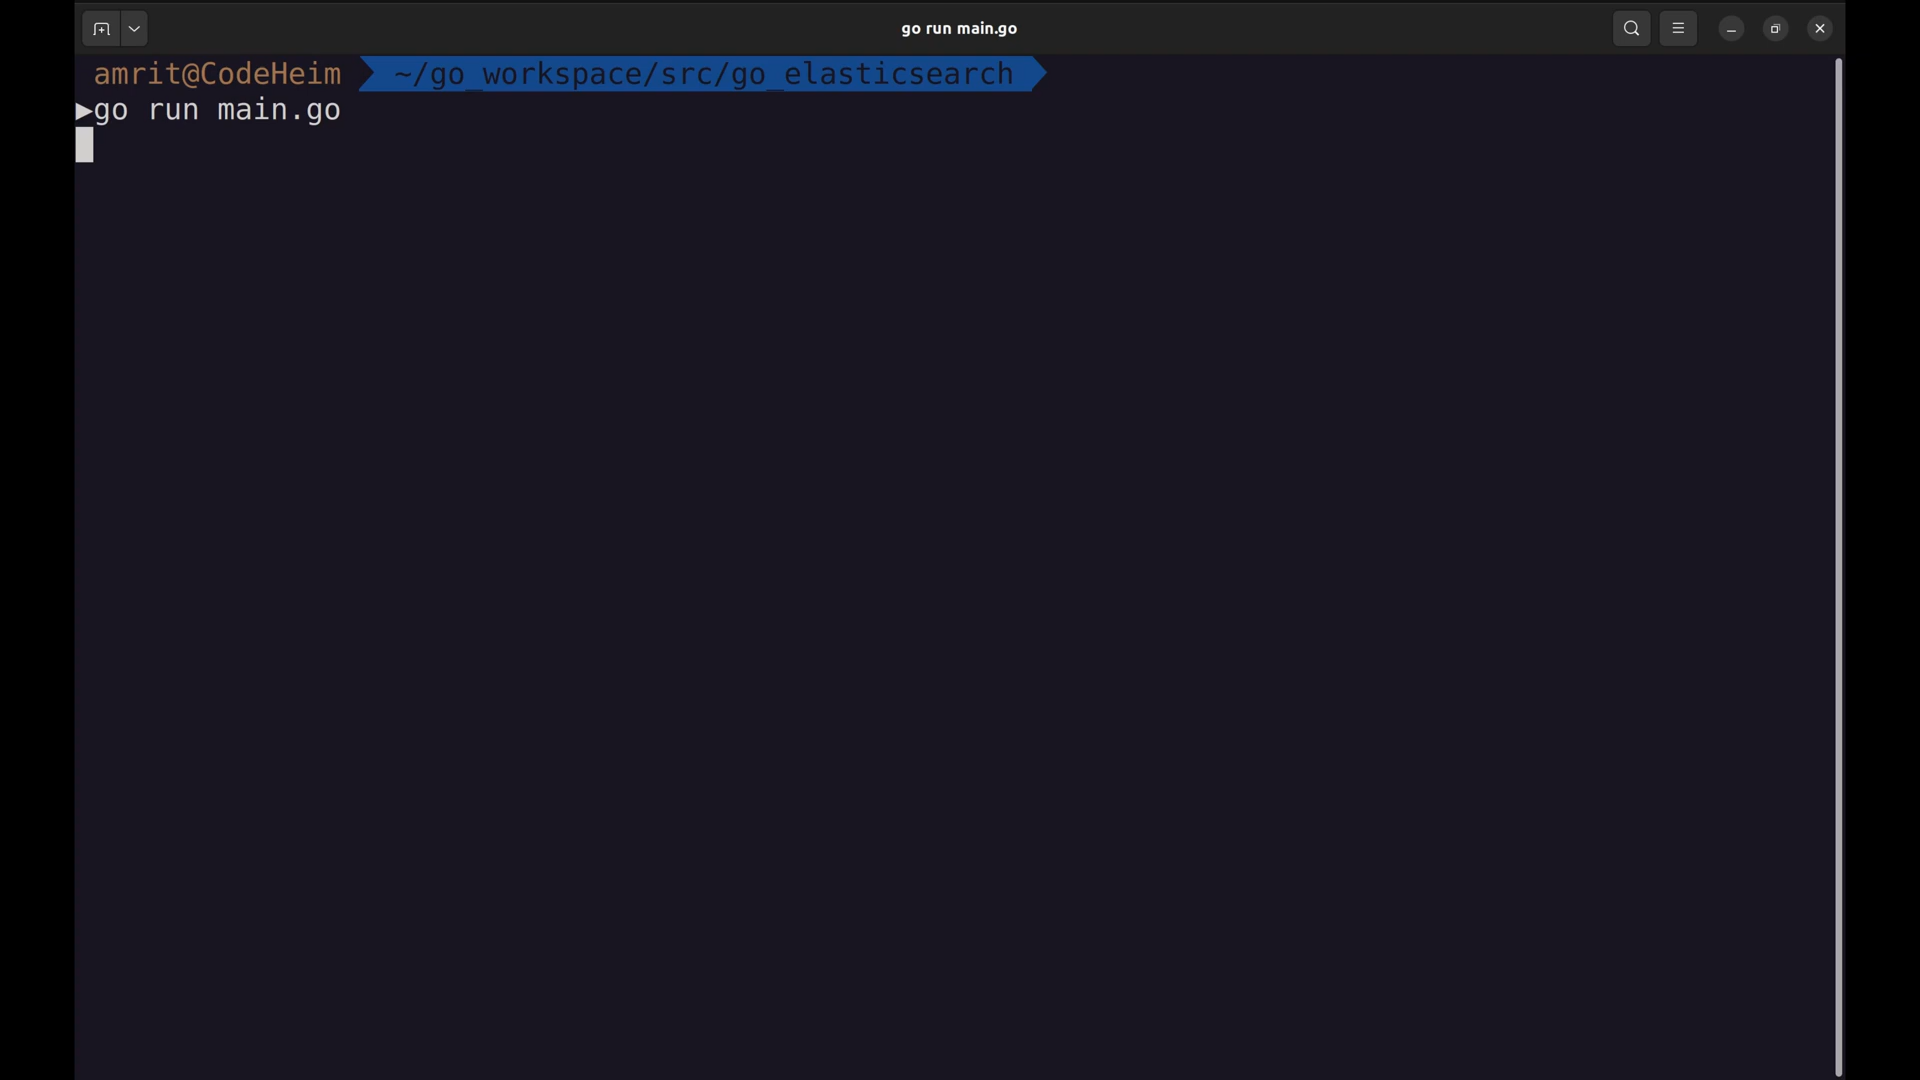 go run main.go
amrit@CodeHeim ~/go_workspace/src/go_elasticsearch
▶go run main.go